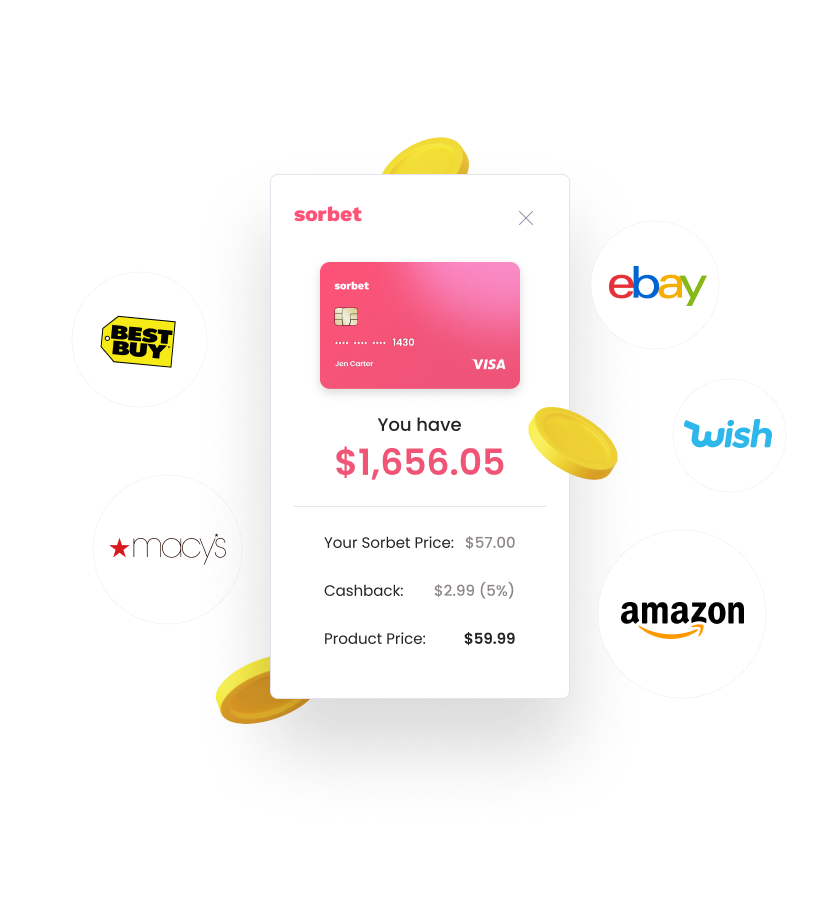 sorbet
sorbet
•••• •••• •••• 1430
Jen Carter
VISA
You have
$1,656.05
Your Sorbet Price: $57.00
Cashback: $2.99 (5%)
Product Price: $59.99
BEST
BUY
macy's
ebay
wish
amazon